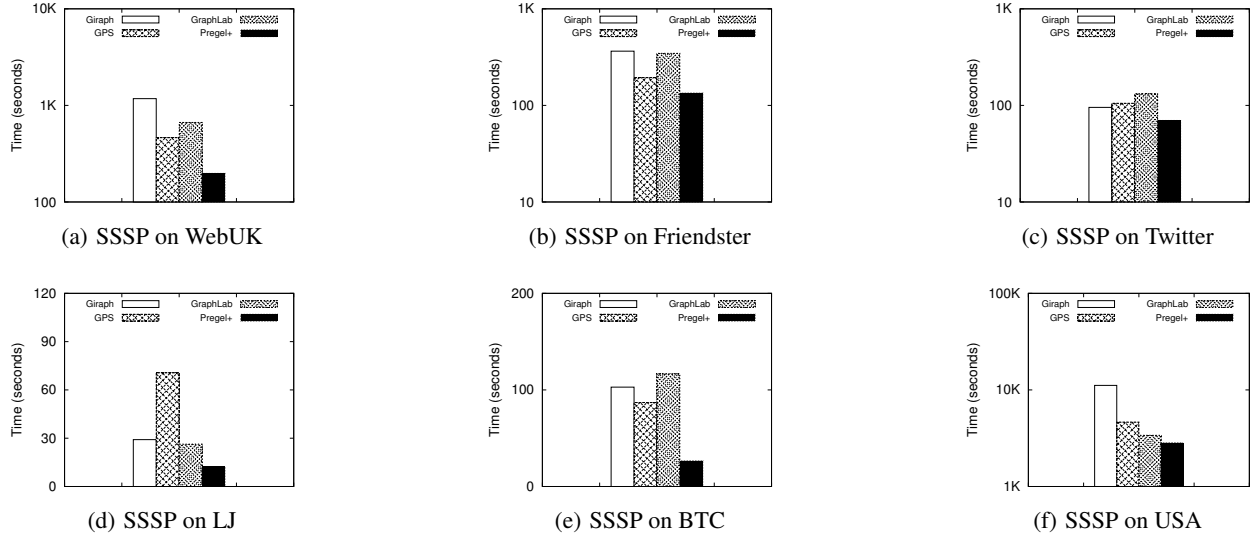 10K
1K
100
Time (seconds)
Giraph
GPS
GraphLab
Pregel+
(a) SSSP on WebUK
1K
100
10
Time (seconds)
Giraph
GPS
GraphLab
Pregel+
(b) SSSP on Friendster
1K
100
10
Time (seconds)
Giraph
GPS
GraphLab
Pregel+
(c) SSSP on Twitter
120
90
60
30
0
Time (seconds)
Giraph
GPS
GraphLab
Pregel+
(d) SSSP on LJ
200
100
0
Time (seconds)
Giraph
GPS
GraphLab
Pregel+
(e) SSSP on BTC
100K
10K
1K
Time (seconds)
Giraph
GPS
GraphLab
Pregel+
(f) SSSP on USA